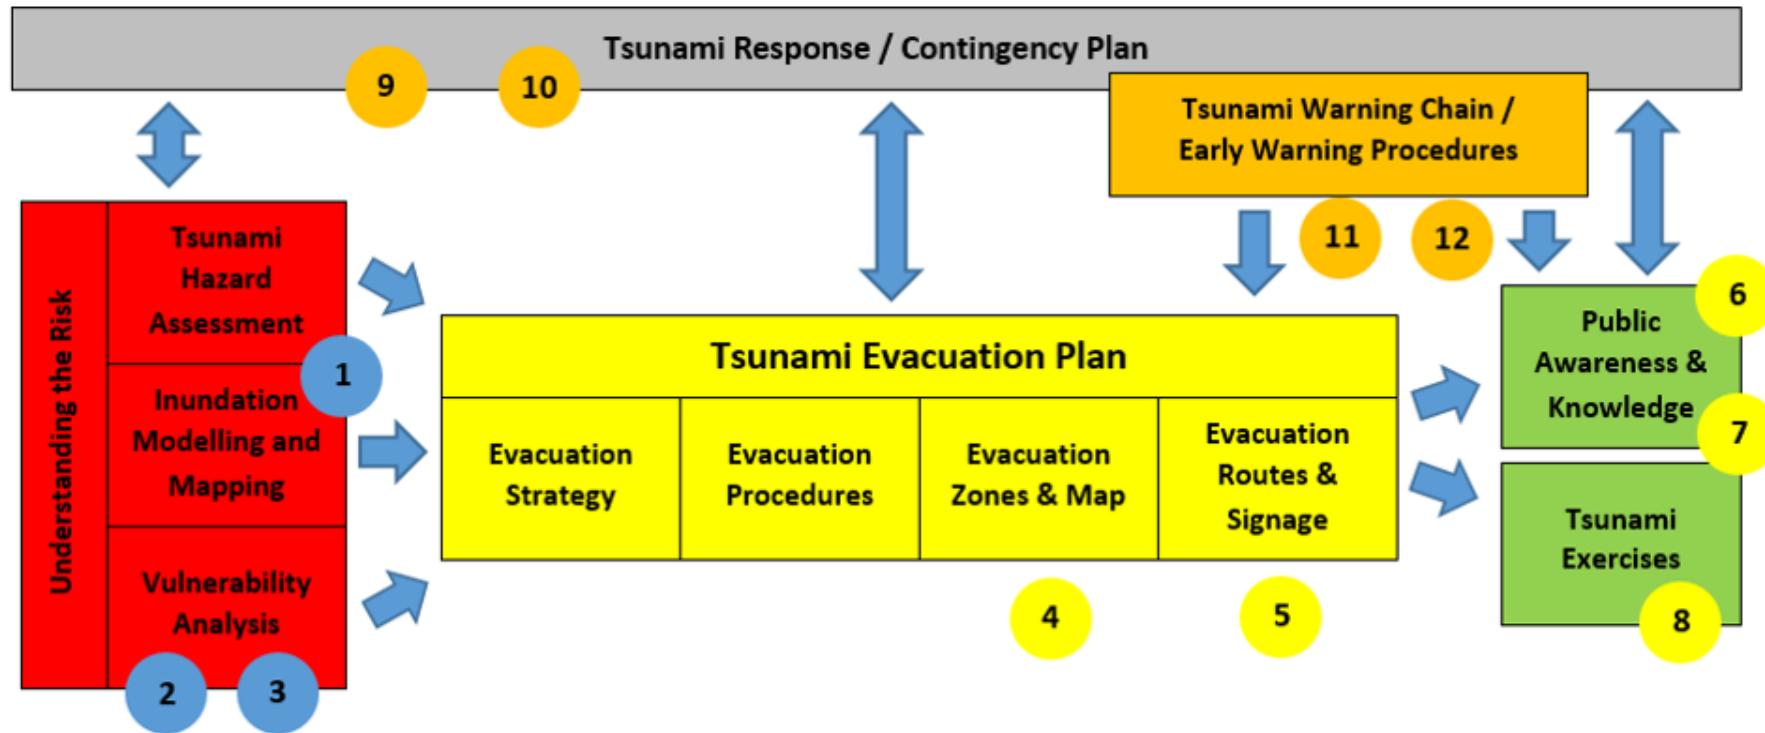 Tsunami Response / Contingency Plan
9
10
Tsunami Warning Chain /
Early Warning Procedures
11
12
Understanding the Risk
Tsunami
Hazard
Assessment
1
Inundation
Modelling and
Mapping
Vulnerability
Analysis
2
3
Tsunami Evacuation Plan
Evacuation
Strategy
Evacuation
Procedures
Evacuation
Zones & Map
Evacuation
Routes &
Signage
4
5
6
Public
Awareness &
Knowledge
7
Tsunami
Exercises
8